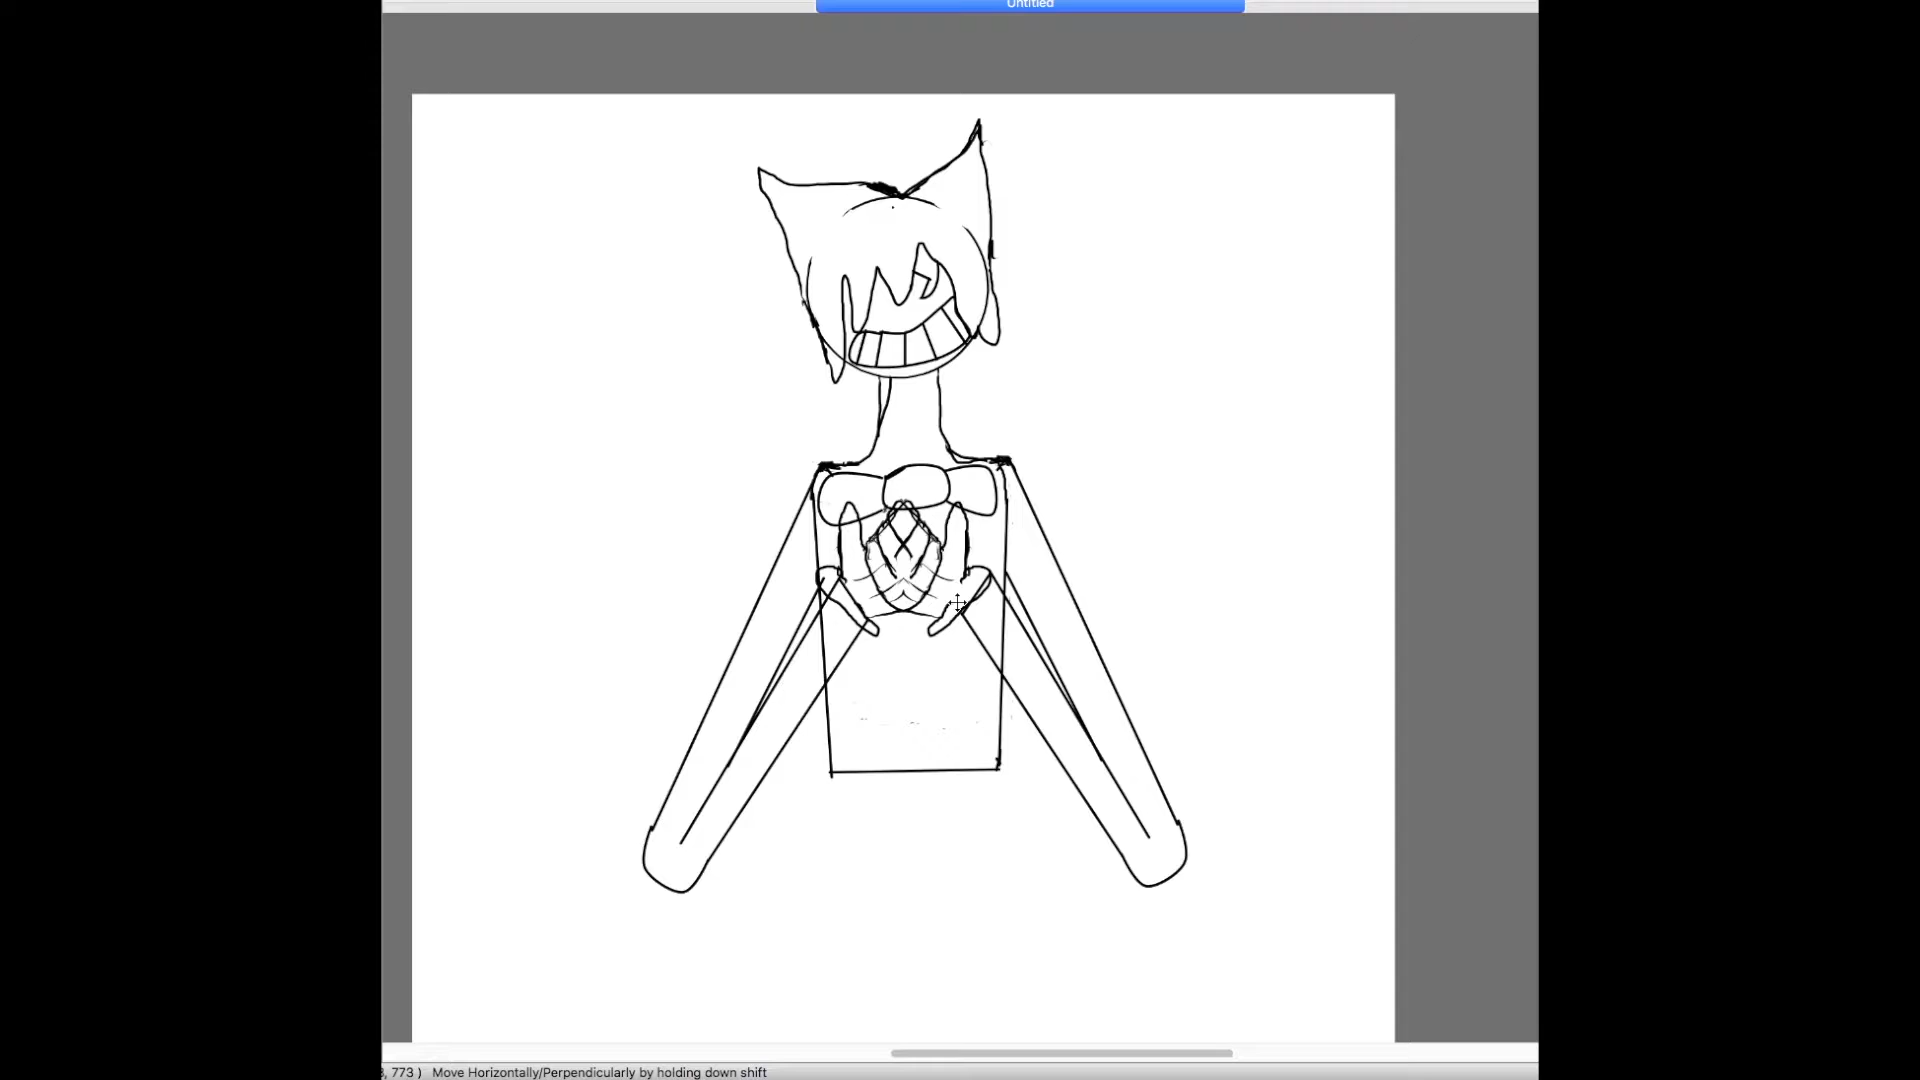 Untitled
, 773 ) Move Horizontally/Perpendicularly by holding down shift